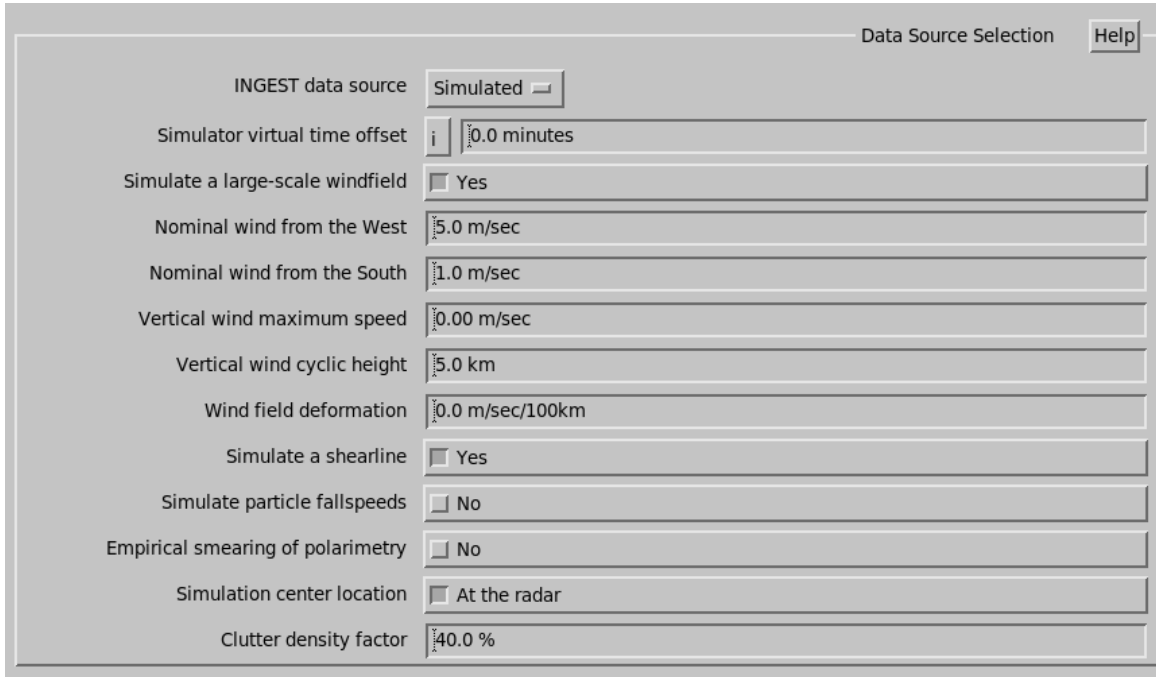 Data Source Selection Help
INGEST data source Simulated
Simulator virtual time offset i 0.0 minutes
Simulate a large-scale windfield Yes
Nominal wind from the West 5.0 m/sec
Nominal wind from the South 1.0 m/sec
Vertical wind maximum speed 0.00 m/sec
Vertical wind cyclic height 5.0 km
Wind field deformation 0.0 m/sec/100km
Simulate a shearline Yes
Simulate particle fallspeeds No
Empirical smearing of polarimetry No
Simulation center location At the radar
Clutter density factor 40.0 %